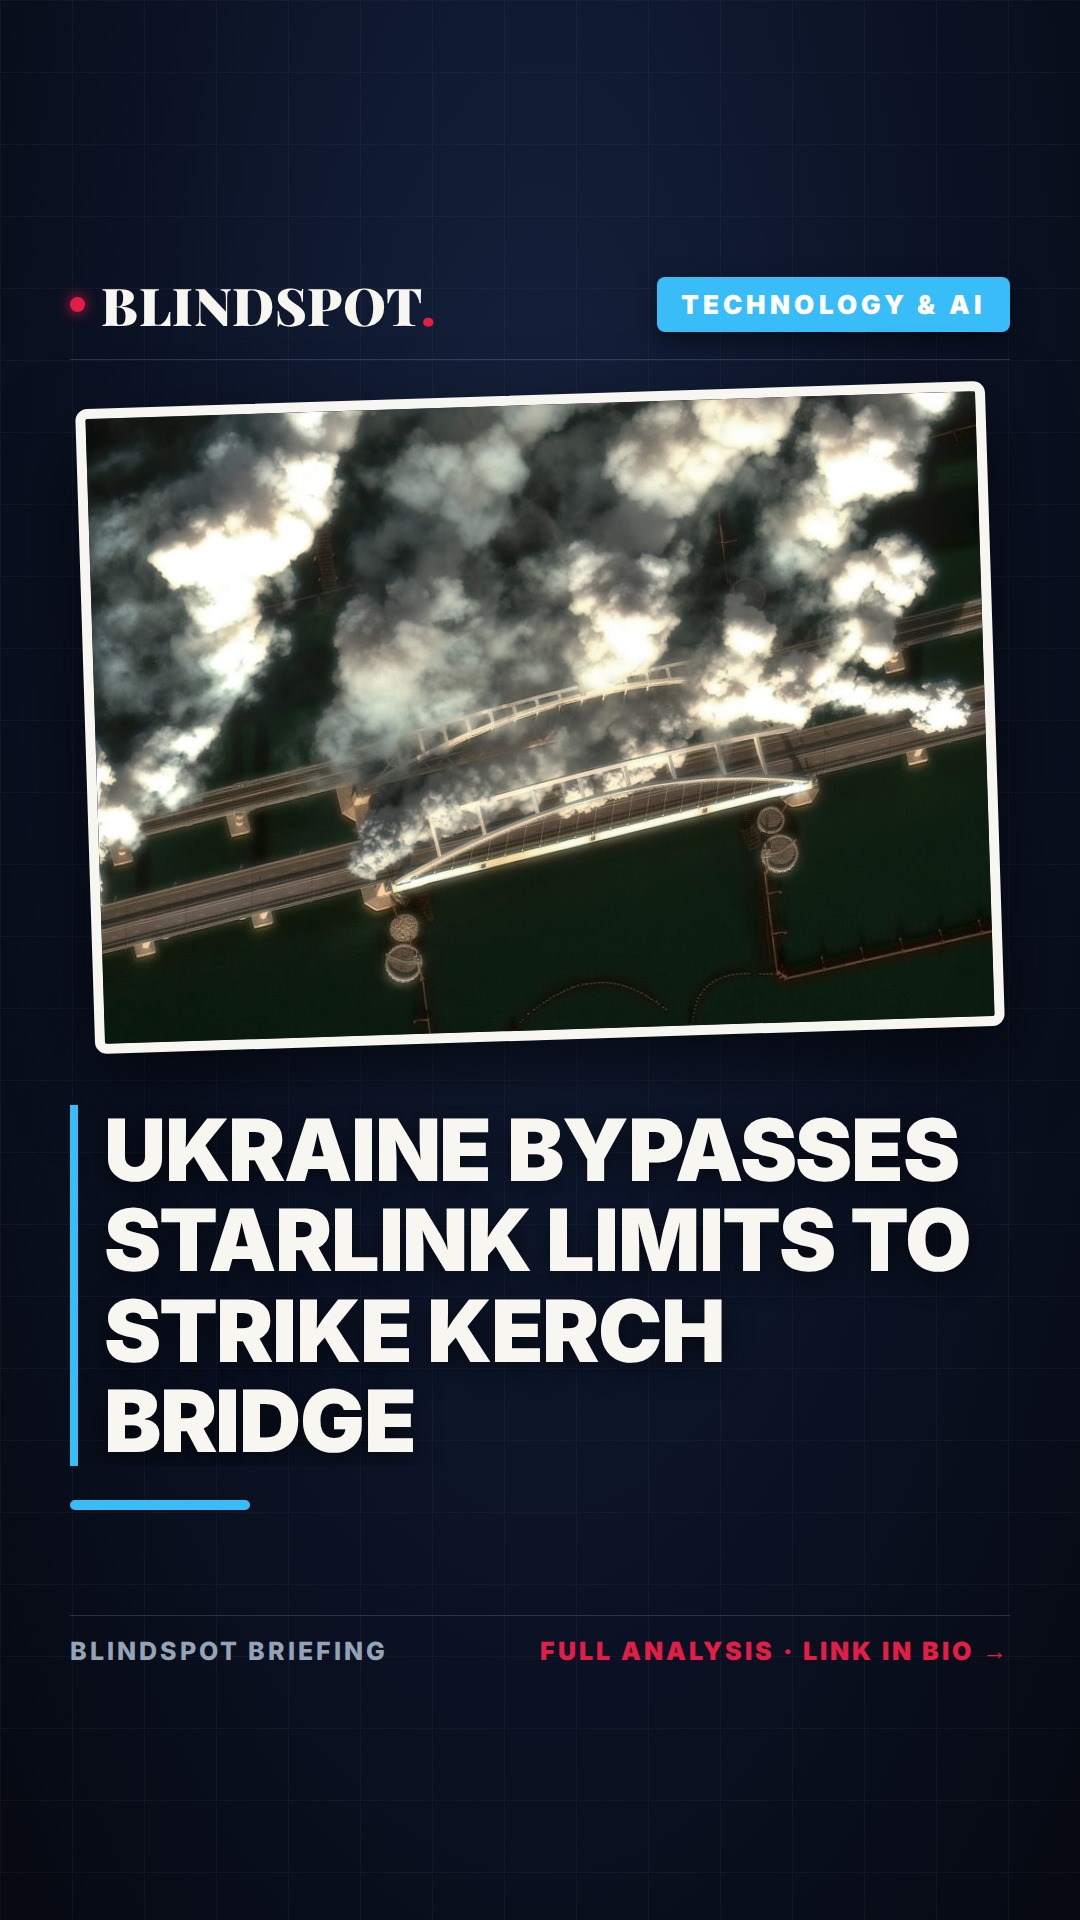 BLINDSPOT.
TECHNOLOGY & AI
UKRAINE BYPASSES
STARLINK LIMITS TO
STRIKE KERCH
BRIDGE
BLINDSPOT BRIEFING
FULL ANALYSIS · LINK IN BIO →